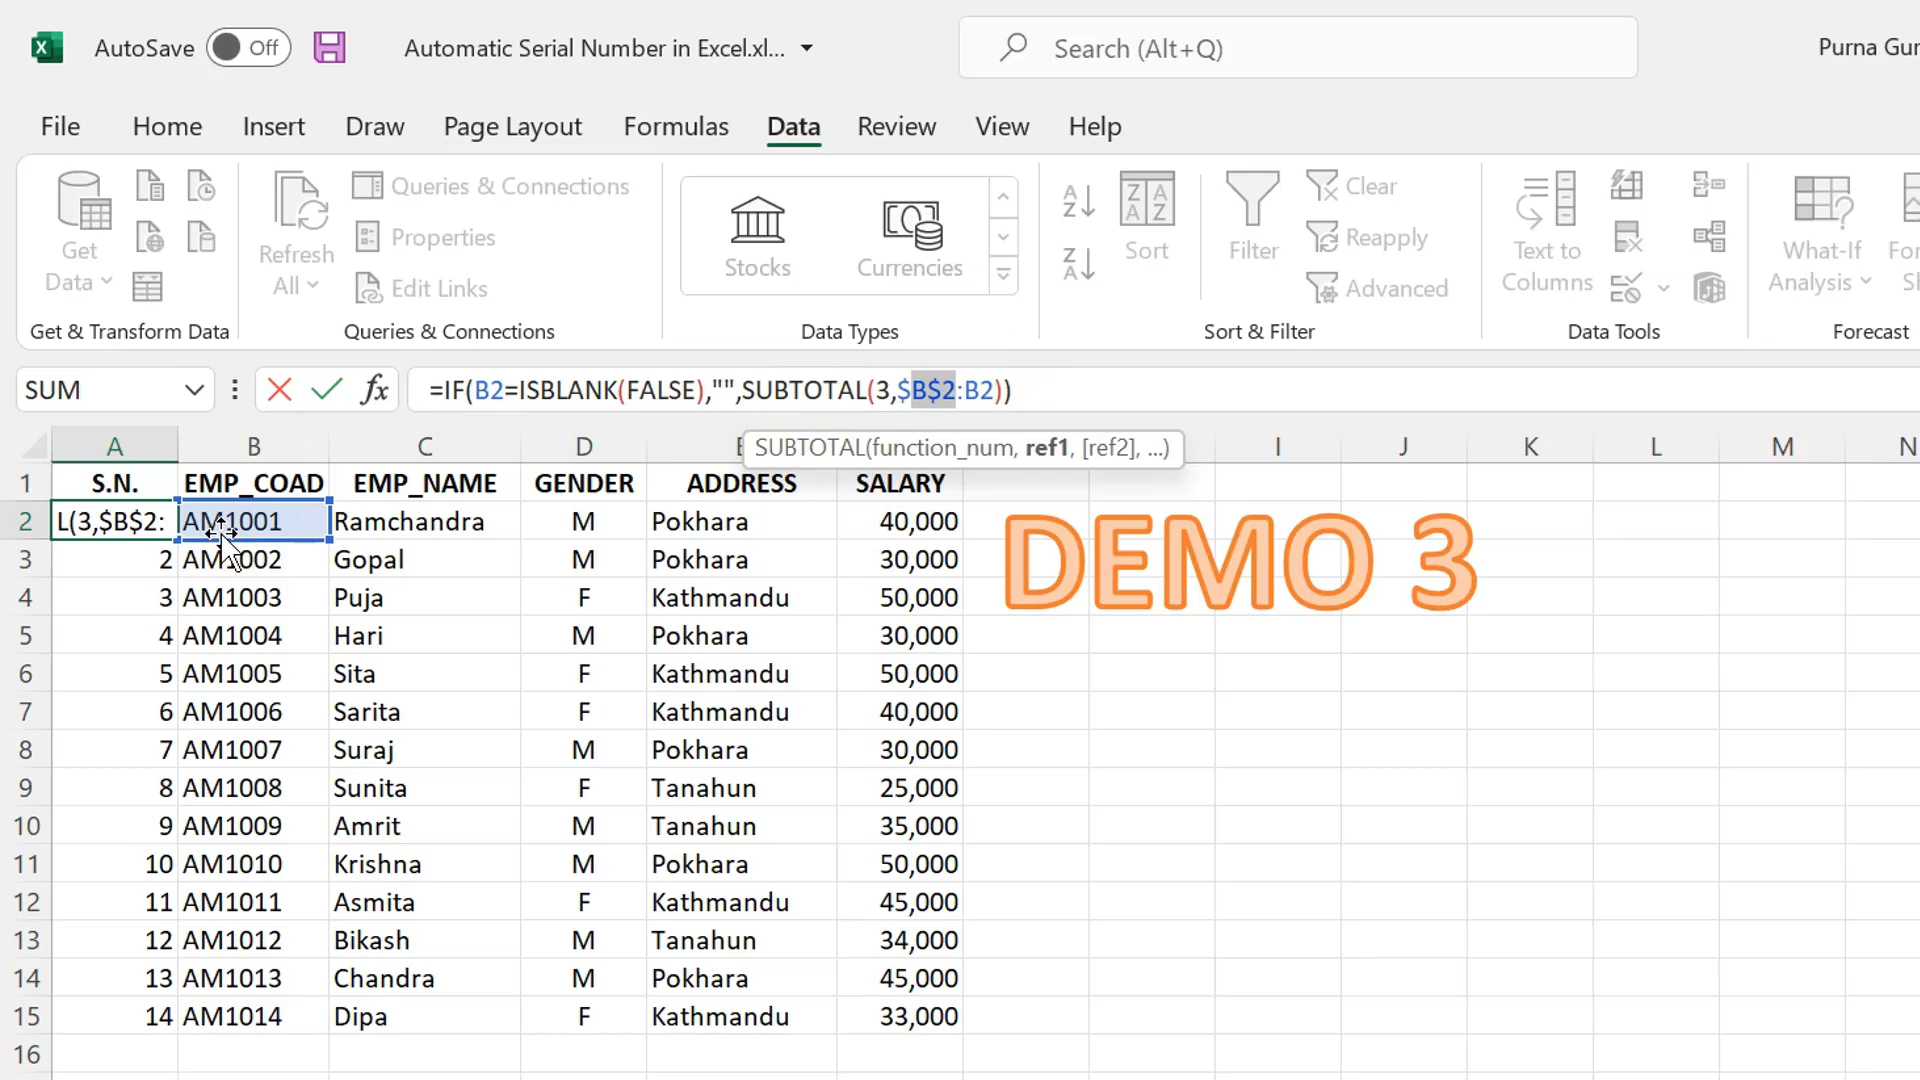 AutoSave Off Automatic Serial Number in Excel.xl... Search (Alt+Q) Purna Gur
File Home Insert Draw Page Layout Formulas Data Review View Help
Get Data
Refresh All
Queries & Connections
Properties
Edit Links
Stocks
Currencies
A Z
Z A
Z A A Z
Sort
Filter
Clear
Reapply
Advanced
Text to Columns
What-If Analysis
For
Sh
Get & Transform Data Queries & Connections Data Types Sort & Filter Data Tools Forecast
SUM fx =IF(B2=ISBLANK(FALSE),"",SUBTOTAL(3,$B$2:B2))
SUBTOTAL(function_num, ref1, [ref2], ...)
A B C D E I J K L M N
1 S.N. EMP_COAD EMP_NAME GENDER ADDRESS SALARY
2 L(3,$B$2: AM1001 Ramchandra M Pokhara 40,000
3 2 AM1002 Gopal M Pokhara 30,000
4 3 AM1003 Puja F Kathmandu 50,000
5 4 AM1004 Hari M Pokhara 30,000
6 5 AM1005 Sita F Kathmandu 50,000
7 6 AM1006 Sarita F Kathmandu 40,000
8 7 AM1007 Suraj M Pokhara 30,000
9 8 AM1008 Sunita F Tanahun 25,000
10 9 AM1009 Amrit M Tanahun 35,000
11 10 AM1010 Krishna M Pokhara 50,000
12 11 AM1011 Asmita F Kathmandu 45,000
13 12 AM1012 Bikash M Tanahun 34,000
14 13 AM1013 Chandra M Pokhara 45,000
15 14 AM1014 Dipa F Kathmandu 33,000
16
DEMO 3